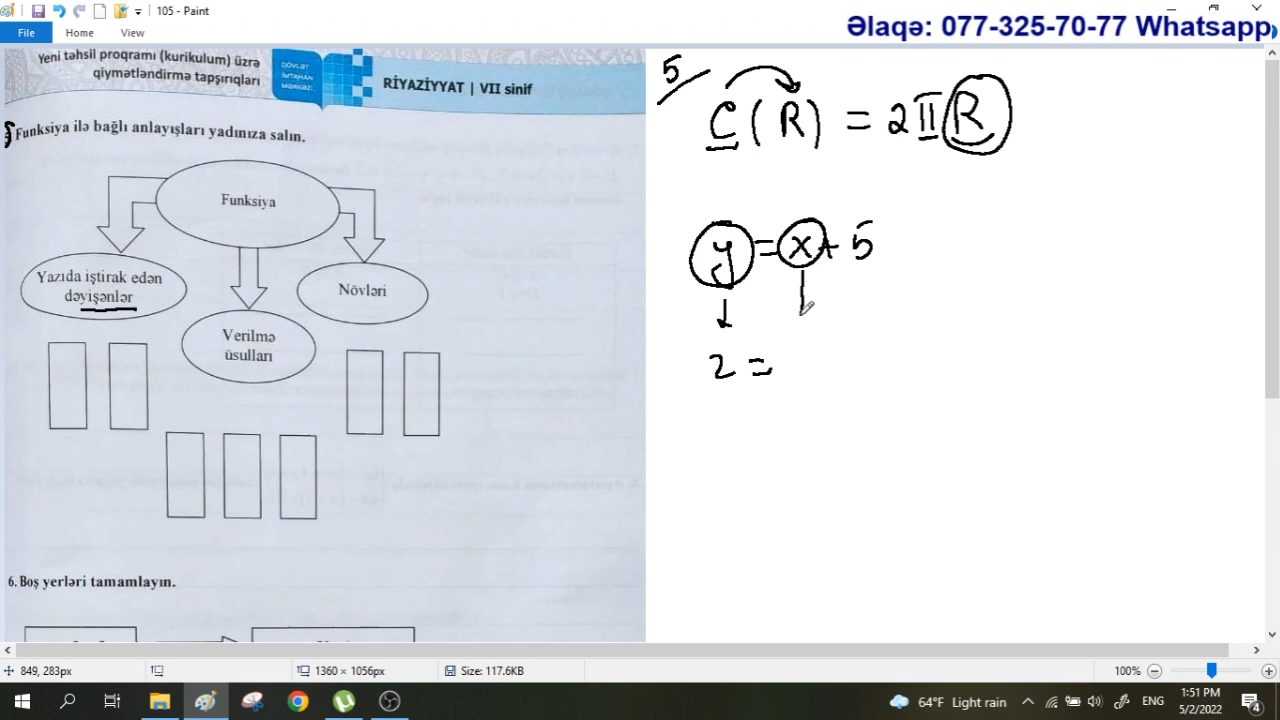 105 - Paint
Əlaqə: 077-325-70-77 Whatsapp
File Home View
Yeni təhsil proqramı (kurikulum) üzrə
qiymətləndirmə tapşırıqları
DÖVLƏT
İMTAHAN
MƏRKƏZİ
RİYAZİYYAT | VII sinif
5 Funksiya ilə bağlı anlayışları yadınıza salın.
Funksiya
Yazıda iştirak edən
dəyişənlər
Verilmə
üsulları
Növləri
6. Boş yerləri tamamlayın.
5
C(R) = 2πR
y = x + 5
2 =
849, 283px
1360 × 1056px
Size: 117.6KB
100%
64°F Light rain
ENG
1:51 PM
5/2/2022
4